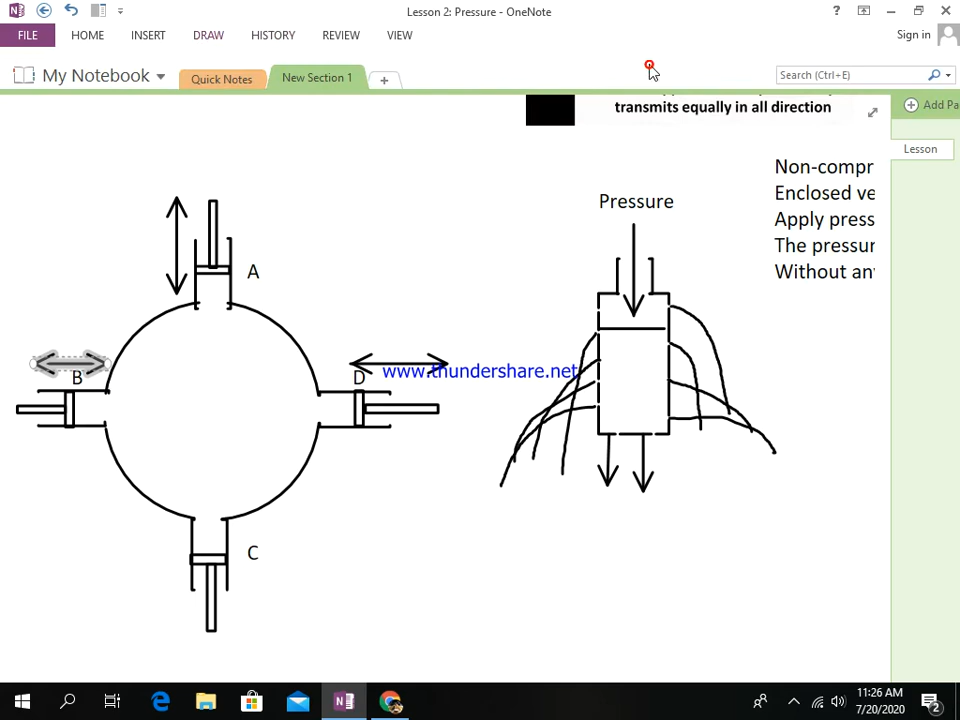 Lesson 2: Pressure - OneNote
FILE HOME INSERT DRAW HISTORY REVIEW VIEW
Sign in
My Notebook
Quick Notes
New Section 1
Search (Ctrl+E)
Add Pa
Lesson
transmits equally in all direction
Non-compr
Enclosed ve
Apply press
The pressur
Without an
Pressure
A
B
D
www.thundershare.net
C
11:26 AM
7/20/2020
2